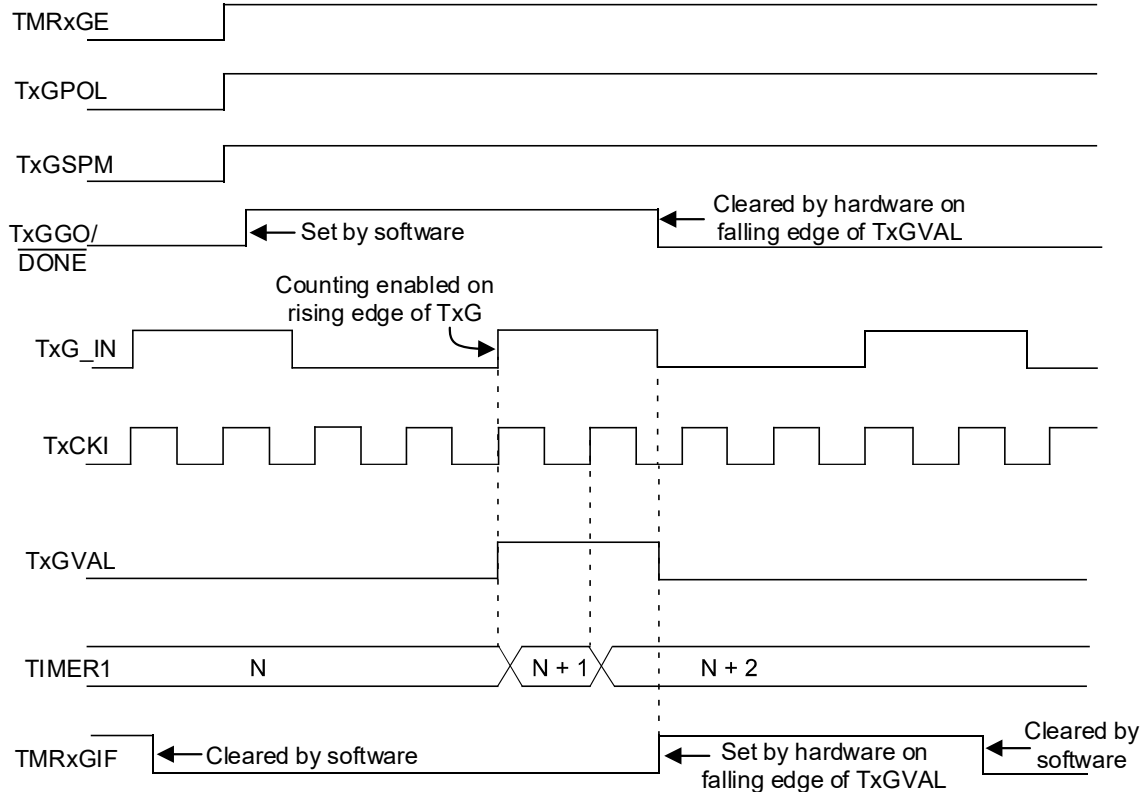 TMRxGE
TxGPOL
TxGSPM
TxGGO/
DONE
Set by software
Cleared by hardware on
falling edge of TxGVAL
Counting enabled on
rising edge of TxG
TxG_IN
TxCKI
TxGVAL
TIMER1
N
N + 1
N + 2
TMRxGIF
Cleared by software
Set by hardware on
falling edge of TxGVAL
Cleared by
software